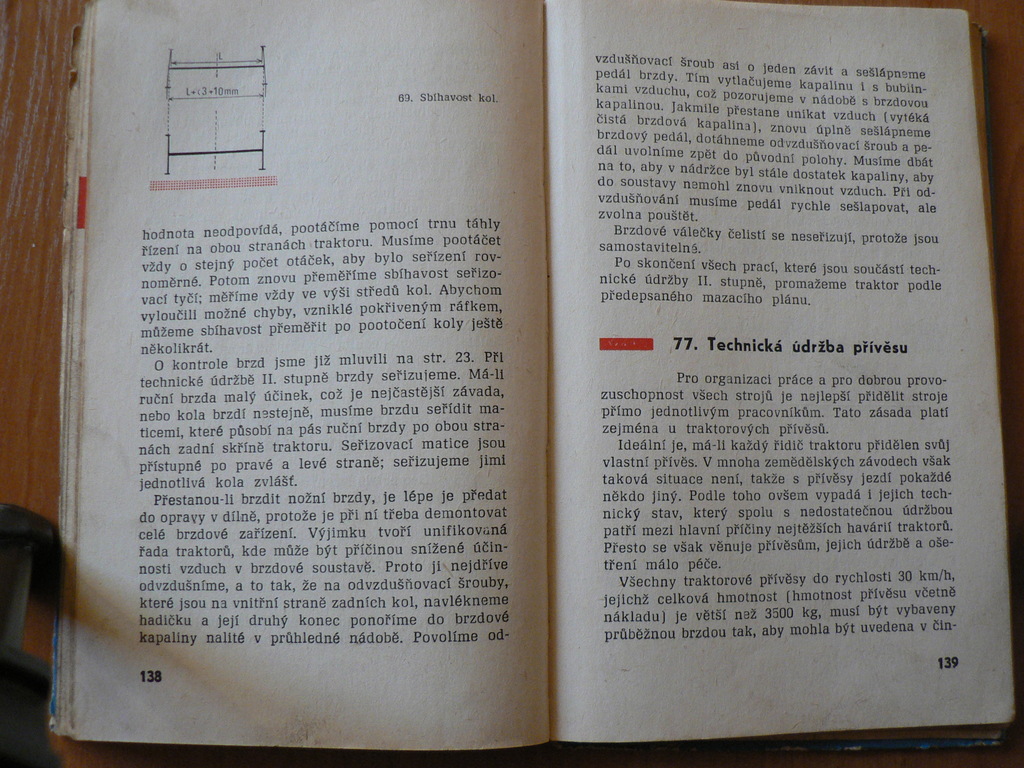 L
L+(3÷10mm
69. Sbíhavost kol.
hodnota neodpovídá, pootáčíme pomocí trnu táhly
řízení na obou stranách traktoru. Musíme pootáčet
vždy o stejný počet otáček, aby bylo seřízení rov-
noměrné. Potom znovu přeměříme sbíhavost seřizo-
vací tyčí; měříme vždy ve výši středů kol. Abychom
vyloučili možné chyby, vzniklé pokřiveným ráfkem,
můžeme sbíhavost přeměřit po pootočení koly ještě
několikrát.
O kontrole brzd jsme již mluvili na str. 23. Při
technické údržbě II. stupně brzdy seřizujeme. Má-li
ruční brzda malý účinek, což je nejčastější závada,
nebo kola brzdí nestejně, musíme brzdu seřídit ma-
ticemi, které působí na pás ruční brzdy po obou stra-
nách zadní skříně traktoru. Seřizovací matice jsou
přístupné po pravé a levé straně; seřizujeme jimi
jednotlivá kola zvlášť.
Přestanou-li brzdit nožní brzdy, je lépe je předat
do opravy v dílně, protože je při ní třeba demontovat
celé brzdové zařízení. Výjimku tvoří unifikovaná
řada traktorů, kde může být příčinou snížené účin-
nosti vzduch v brzdové soustavě. Proto ji nejdříve
odvzdušníme, a to tak, že na odvzdušňovací šrouby,
které jsou na vnitřní straně zadních kol, navlékneme
hadičku a její druhý konec ponoříme do brzdové
kapaliny nalité v průhledné nádobě. Povolíme od-
138
vzdušňovací šroub asi o jeden závit a sešlápneme
pedál brzdy. Tím vytlačujeme kapalinu i s bublin-
kami vzduchu, což pozorujeme v nádobě s brzdovou
kapalinou. Jakmile přestane unikat vzduch (vytéká
čistá brzdová kapalina), znovu úplně sešlápneme
brzdový pedál, dotáhneme odvzdušňovací šroub a pe-
dál uvolníme zpět do původní polohy. Musíme dbát
na to, aby v nádržce byl stále dostatek kapaliny, aby
do soustavy nemohl znovu vniknout vzduch. Při od-
vzdušňování musíme pedál rychle sešlapovat, ale
zvolna pouštět.
Brzdové válečky čelistí se neseřizují, protože jsou
samostavitelné.
Po skončení všech prací, které jsou součástí tech-
nické údržby II. stupně, promažeme traktor podle
předepsaného mazacího plánu.
77. Technická údržba přívěsu
Pro organizaci práce a pro dobrou provo-
zuschopnost všech strojů je nejlepší přidělit stroje
přímo jednotlivým pracovníkům. Tato zásada platí
zejména u traktorových přívěsů.
Ideální je, má-li každý řidič traktoru přidělen svůj
vlastní přívěs. V mnoha zemědělských závodech však
taková situace není, takže s přívěsy jezdí pokaždé
někdo jiný. Podle toho ovšem vypadá i jejich tech-
nický stav, který spolu s nedostatečnou údržbou
patří mezi hlavní příčiny nejtěžších havárií traktorů.
Přesto se však věnuje přívěsům, jejich údržbě a oše-
tření málo péče.
Všechny traktorové přívěsy do rychlosti 30 km/h,
jejichž celková hmotnost (hmotnost přívěsu včetně
nákladu) je větší než 3500 kg, musí být vybaveny
průběžnou brzdou tak, aby mohla být uvedena v čin-
139